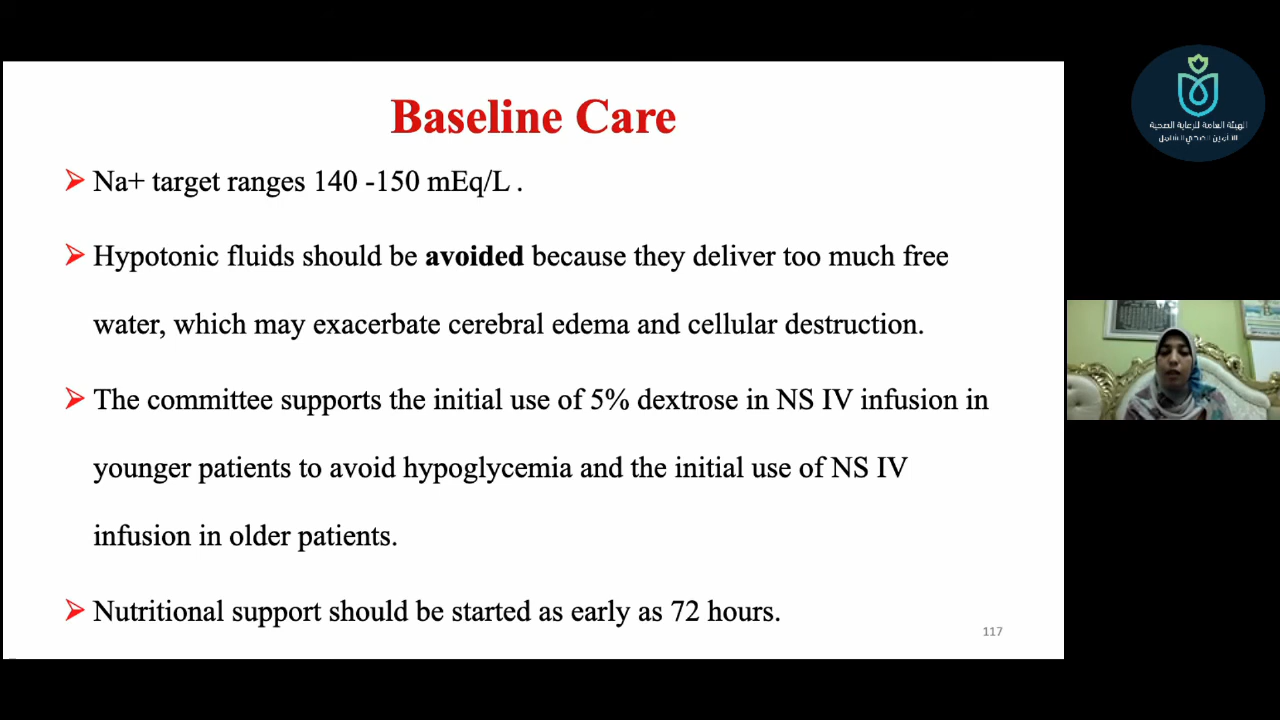 Baseline Care
Na+ target ranges 140 -150 mEq/L .
Hypotonic fluids should be avoided because they deliver too much free
water, which may exacerbate cerebral edema and cellular destruction.
The committee supports the initial use of 5% dextrose in NS IV infusion in
younger patients to avoid hypoglycemia and the initial use of NS IV
infusion in older patients.
Nutritional support should be started as early as 72 hours.
117
الهيئة العامة للرعاية الصحية
التأمين الصحي الشامل